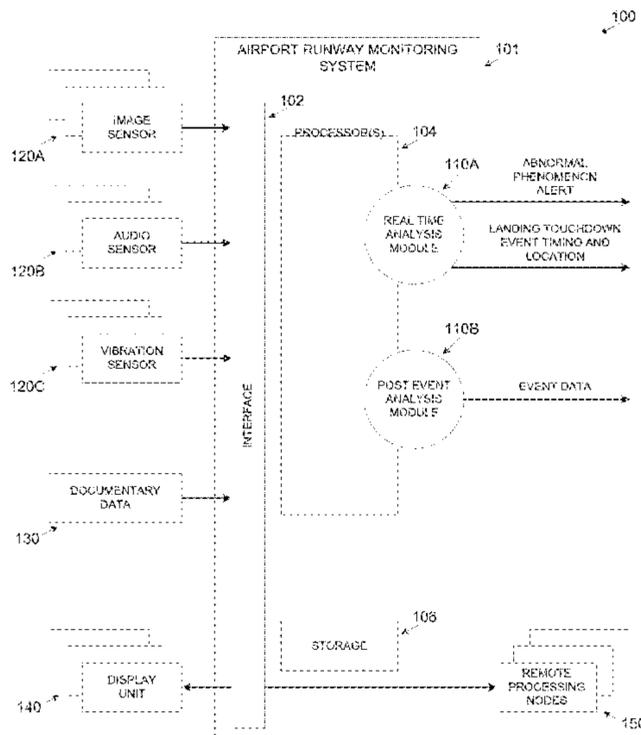 100
AIRPORT RUNWAY MONITORING
SYSTEM
101
102
IMAGE
SENSOR
120A
PROCESSOR(S)
104
110A
REAL TIME
ANALYSIS
MODULE
ABNORMAL
PHENOMENON
ALERT
LANDING TOUCHDOWN
EVENT TIMING AND
LOCATION
AUDIO
SENSOR
120B
VIBRATION
SENSOR
120C
110B
POST EVENT
ANALYSIS
MODULE
EVENT DATA
INTERFACE
DOCUMENTARY
DATA
130
106
STORAGE
DISPLAY
UNIT
140
REMOTE
PROCESSING
NODES
150